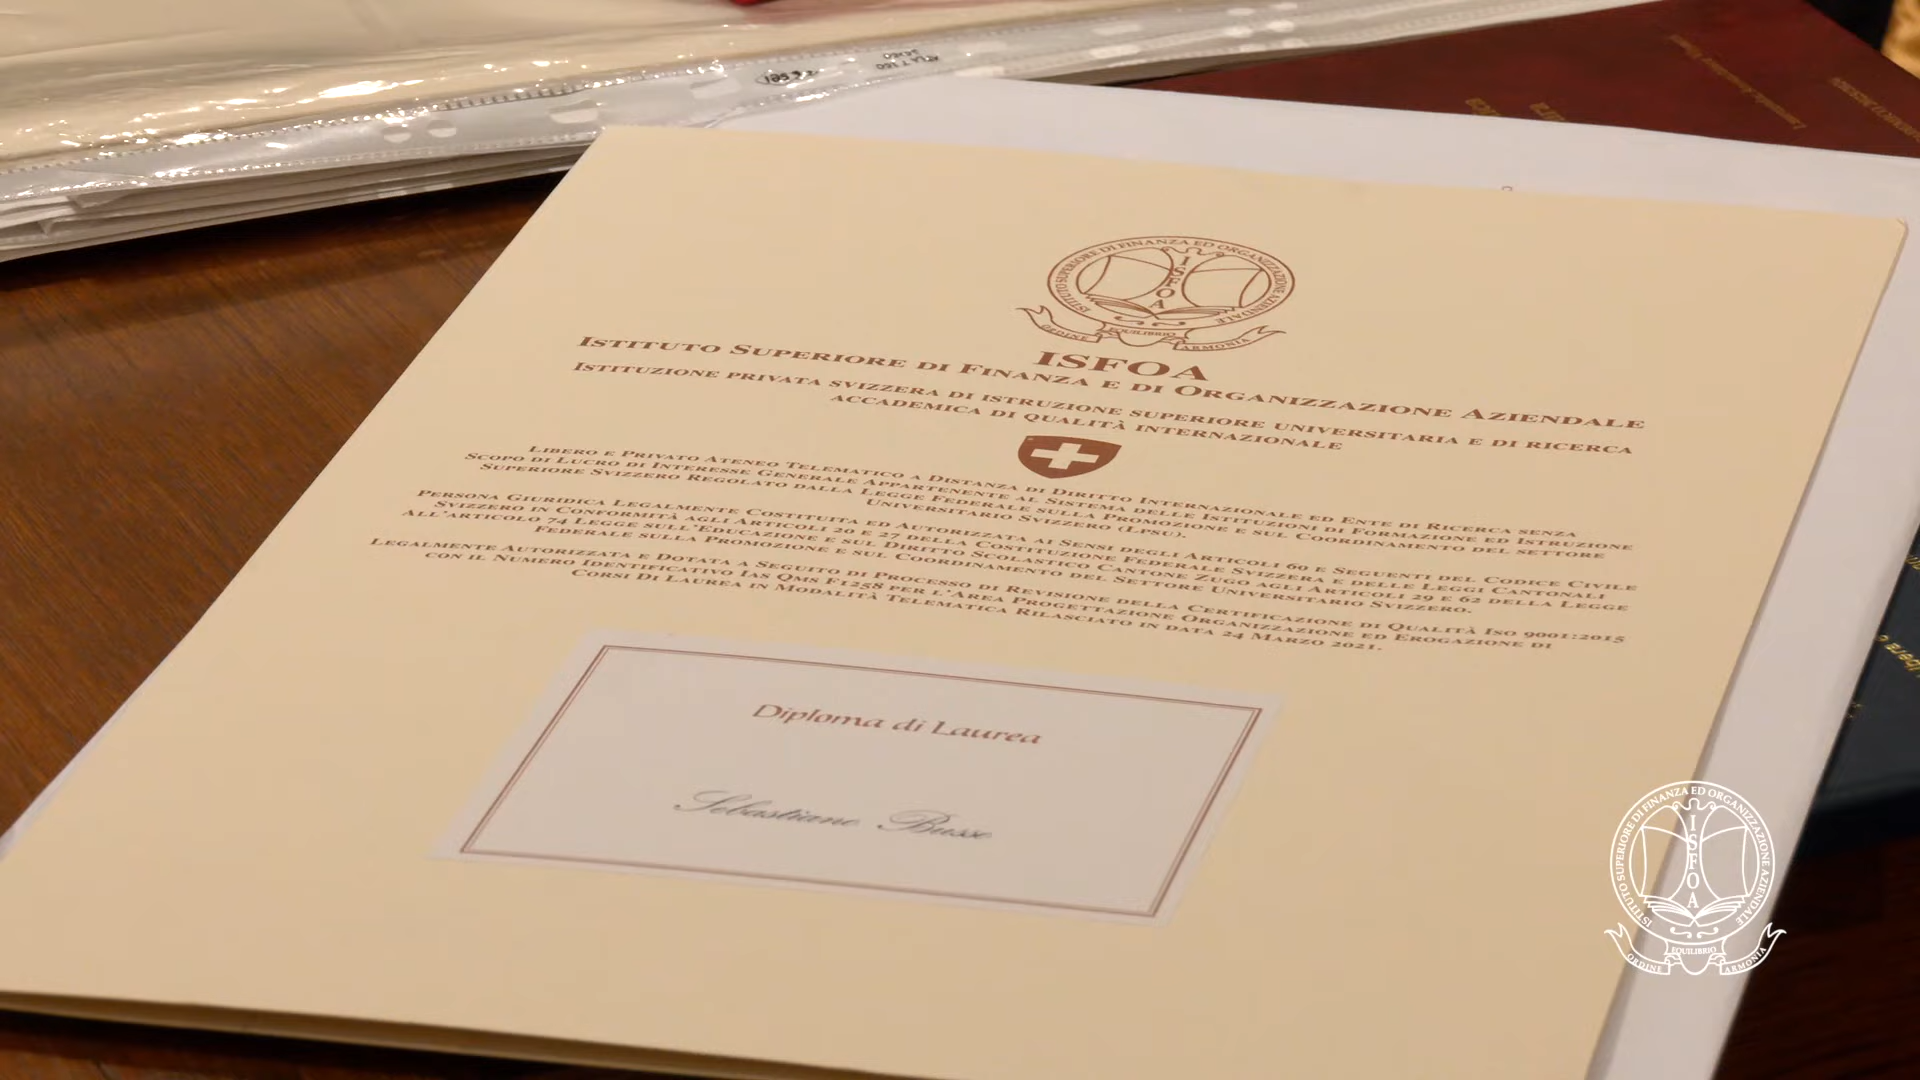 ISTITUTO SUPERIORE DI FINANZA ED ORGANIZZAZIONE AZIENDALE
ISFOA
ORDINE EQUILIBRIO ARMONIA
ISFOA
ISTITUTO SUPERIORE DI FINANZA E DI ORGANIZZAZIONE AZIENDALE
ISTITUZIONE PRIVATA SVIZZERA DI ISTRUZIONE SUPERIORE UNIVERSITARIA E DI RICERCA
ACCADEMICA DI QUALITÀ INTERNAZIONALE
LIBERO E PRIVATO ATENEO TELEMATICO A DISTANZA DI DIRITTO INTERNAZIONALE ED ENTE DI RICERCA SENZA
SCOPO DI LUCRO DI INTERESSE GENERALE APPARTENENTE AL SISTEMA DELLE ISTITUZIONI DI FORMAZIONE ED ISTRUZIONE
SUPERIORE SVIZZERO REGOLATO DALLA LEGGE FEDERALE SULLA PROMOZIONE E SUL COORDINAMENTO DEL SETTORE
UNIVERSITARIO SVIZZERO (LPSU).
PERSONA GIURIDICA LEGALMENTE COSTITUITA ED AUTORIZZATA AI SENSI DEGLI ARTICOLI 60 E SEGUENTI DEL CODICE CIVILE
SVIZZERO IN CONFORMITÀ AGLI ARTICOLI 20 E 27 DELLA COSTITUZIONE FEDERALE SVIZZERA E DELLE LEGGI CANTONALI
ALL'ARTICOLO 74 LEGGE SULL'EDUCAZIONE E SUL DIRITTO SCOLASTICO CANTONE ZUGO AGLI ARTICOLI 29 E 62 DELLA LEGGE
FEDERALE SULLA PROMOZIONE E SUL COORDINAMENTO DEL SETTORE UNIVERSITARIO SVIZZERO.
LEGALMENTE AUTORIZZATA E DOTATA A SEGUITO DI PROCESSO DI REVISIONE DELLA CERTIFICAZIONE DI QUALITÀ ISO 9001:2015
CON IL NUMERO IDENTIFICATIVO IAS QMS F1258 PER L'AREA PROGETTAZIONE ORGANIZZAZIONE ED EROGAZIONE DI
CORSI DI LAUREA IN MODALITÀ TELEMATICA RILASCIATO IN DATA 24 MARZO 2021.
Diploma di Laurea
Sebastiano Busse
ISTITUTO SUPERIORE DI FINANZA ED ORGANIZZAZIONE AZIENDALE
ISFOA
ORDINE EQUILIBRIO ARMONIA